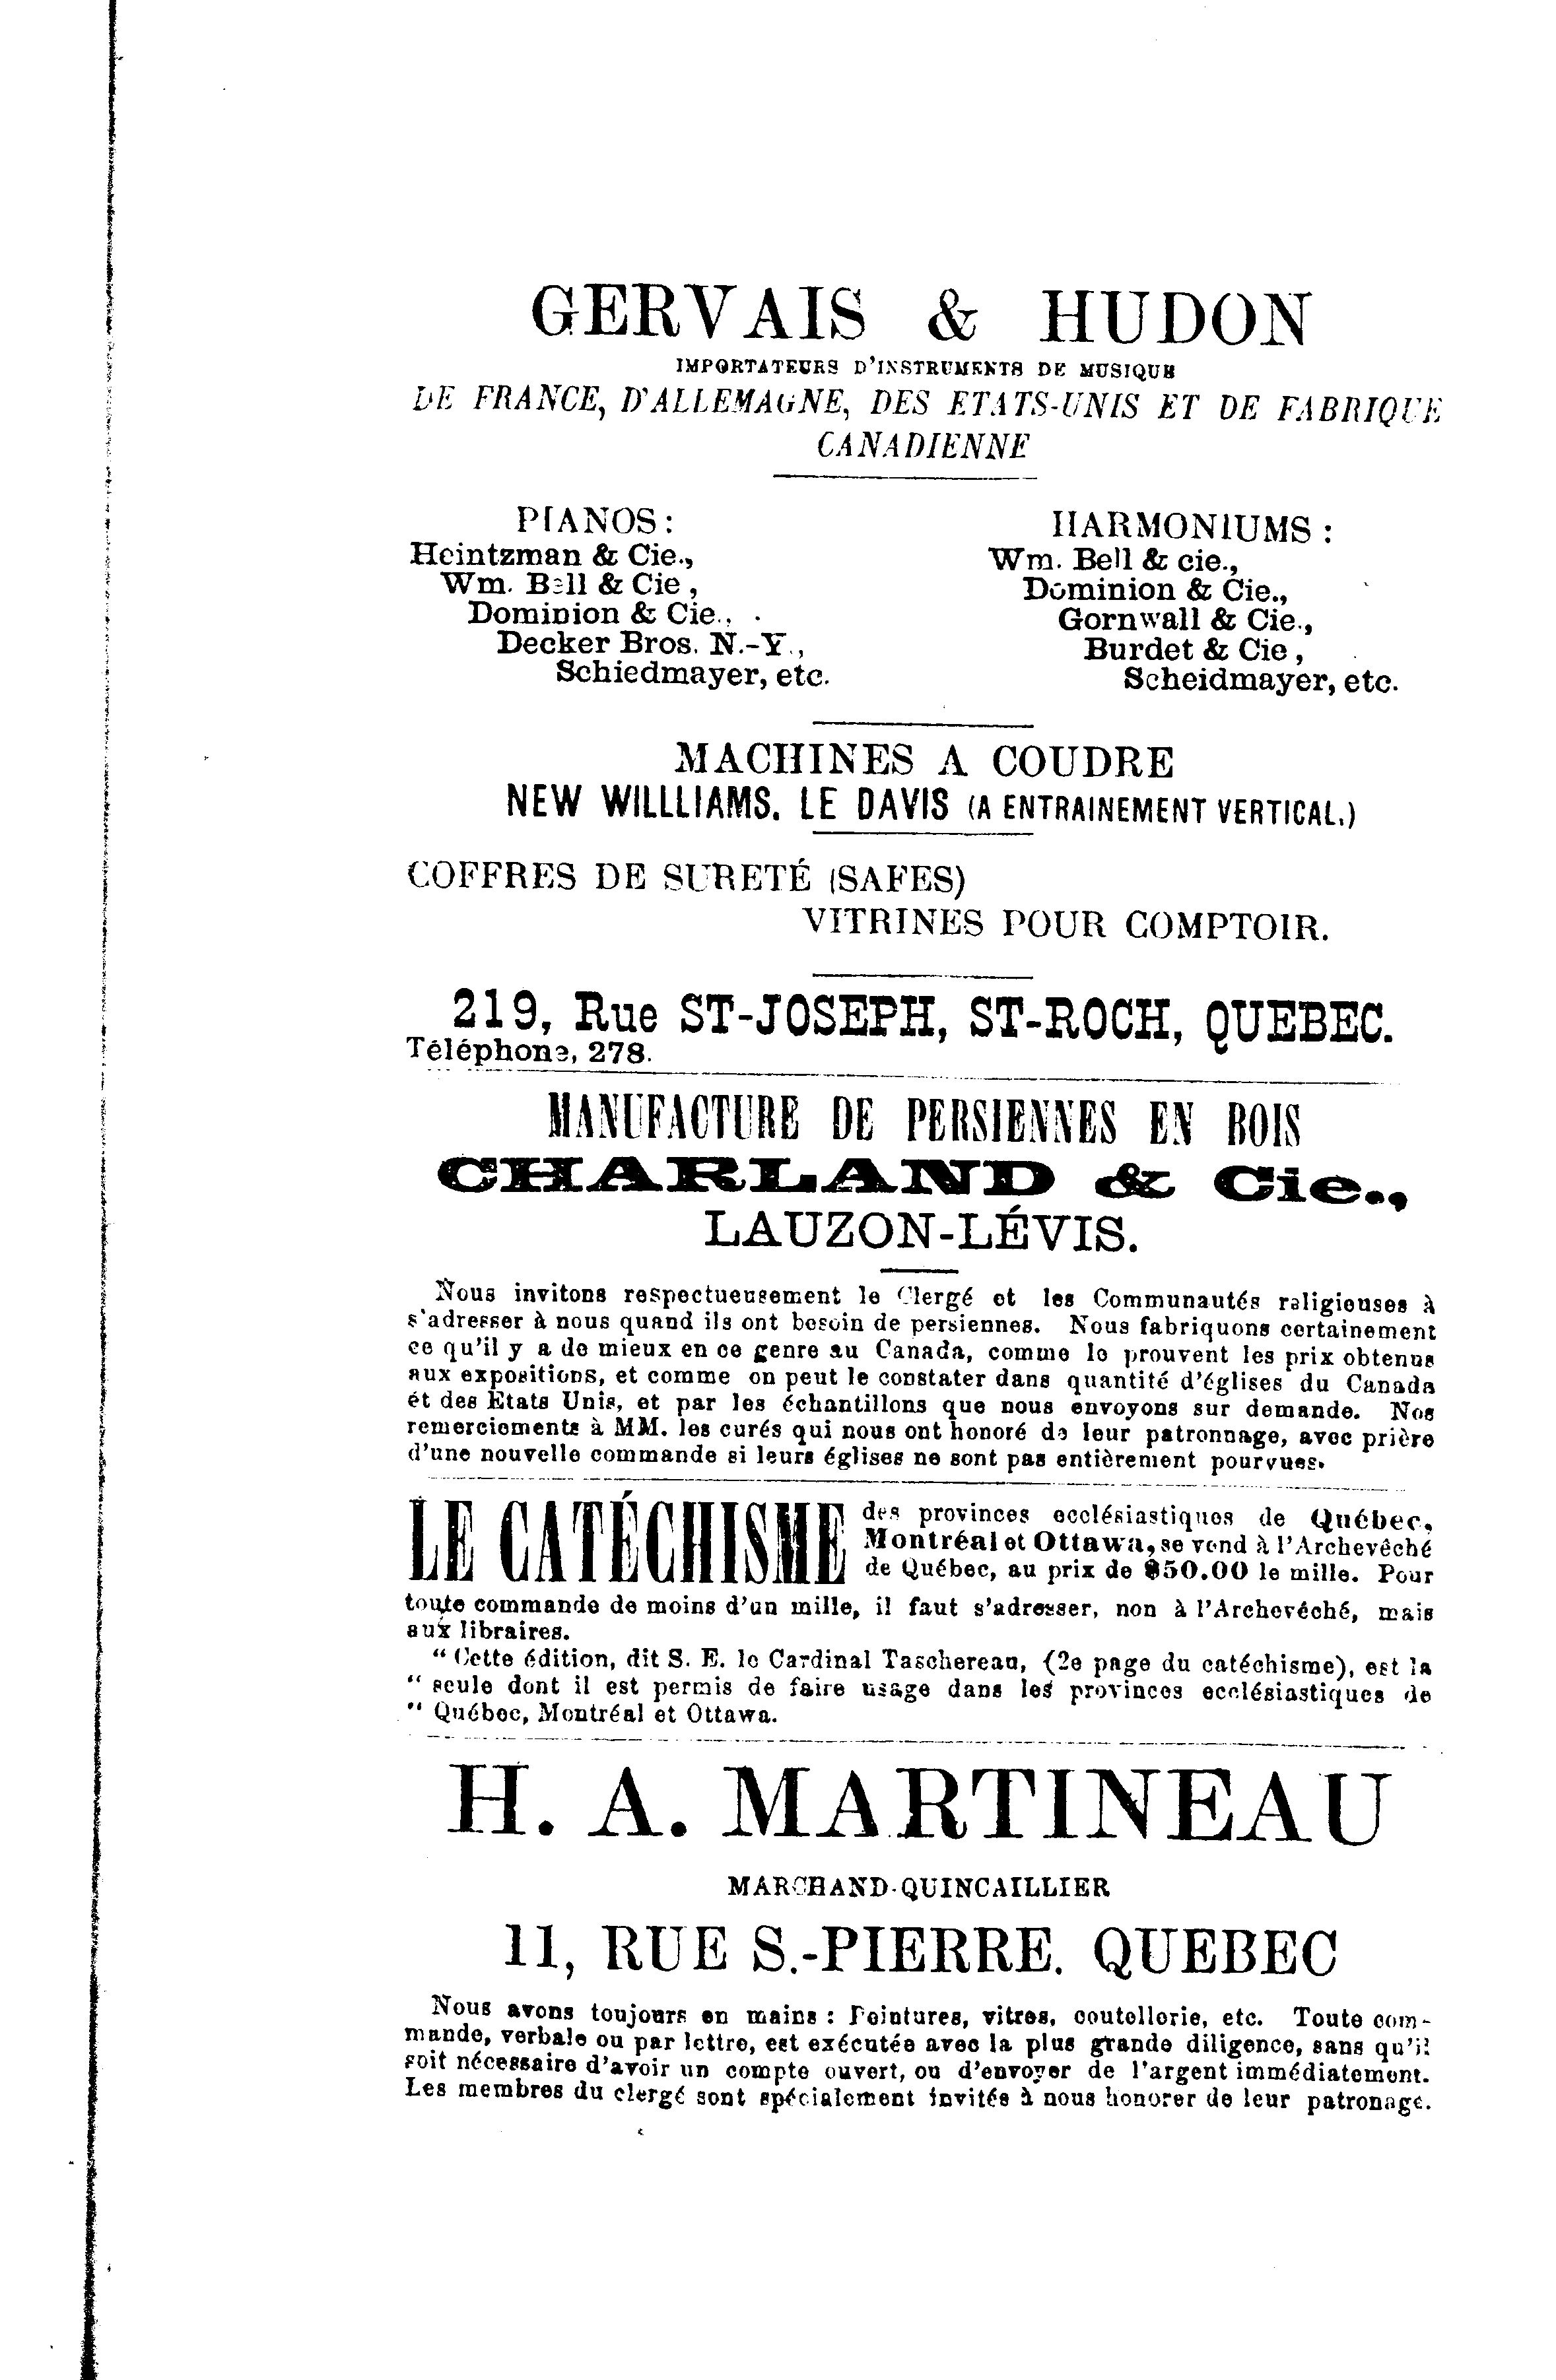 GERVAIS & HUDON
IMPORTATEURS D'INSTRUMENTS DE MUSIQUE
DE FRANCE, D'ALLEMAGNE, DES ETATS-UNIS ET DE FABRIQUE
CANADIENNE
PIANOS:
Heintzman & Cie.,
Wm. Bell & Cie,
Dominion & Cie.,
Decker Bros. N.-Y.,
Schiedmayer, etc.
HARMONIUMS:
Wm. Bell & cie.,
Dominion & Cie.,
Gornwall & Cie.,
Burdet & Cie,
Scheidmayer, etc.
MACHINES A COUDRE
NEW WILLLIAMS. LE DAVIS (A ENTRAINEMENT VERTICAL.)
COFFRES DE SURETÉ (SAFES)
VITRINES POUR COMPTOIR.
219, Rue ST-JOSEPH, ST-ROCH, QUEBEC.
Téléphone, 278.
MANUFACTURE DE PERSIENNES EN BOIS
CHARLAND & Cie.,
LAUZON-LÉVIS.
Nous invitons respectueusement le Clergé et les Communautés religieuses à
s'adresser à nous quand ils ont besoin de persiennes. Nous fabriquons certainement
ce qu'il y a de mieux en ce genre au Canada, comme le prouvent les prix obtenus
aux expositions, et comme on peut le constater dans quantité d'églises du Canada
ét des Etats Unis, et par les échantillons que nous envoyons sur demande. Nos
remerciements à MM. les curés qui nous ont honoré de leur patronnage, avec prière
d'une nouvelle commande si leurs églises ne sont pas entièrement pourvues.
LE CATÉCHISME des provinces ecclésiastiques de Québec,
Montréal et Ottawa, se vend à l'Archevêché
de Québec, au prix de $50.00 le mille. Pour
toute commande de moins d'un mille, il faut s'adresser, non à l'Archevêché, mais
aux libraires.
"Cette édition, dit S. E. le Cardinal Taschereau, (2e page du catéchisme), est la
" seule dont il est permis de faire usage dans les provinces ecclésiastiques de
" Québec, Montréal et Ottawa.
H. A. MARTINEAU
MARCHAND-QUINCAILLIER
11, RUE S.-PIERRE. QUEBEC
Nous avons toujours en mains : Peintures, vitres, coutellerie, etc. Toute com-
mande, verbale ou par lettre, est exécutée avec la plus grande diligence, sans qu'il
soit nécessaire d'avoir un compte ouvert, ou d'envoyer de l'argent immédiatement.
Les membres du clergé sont spécialement invités à nous honorer de leur patronage.